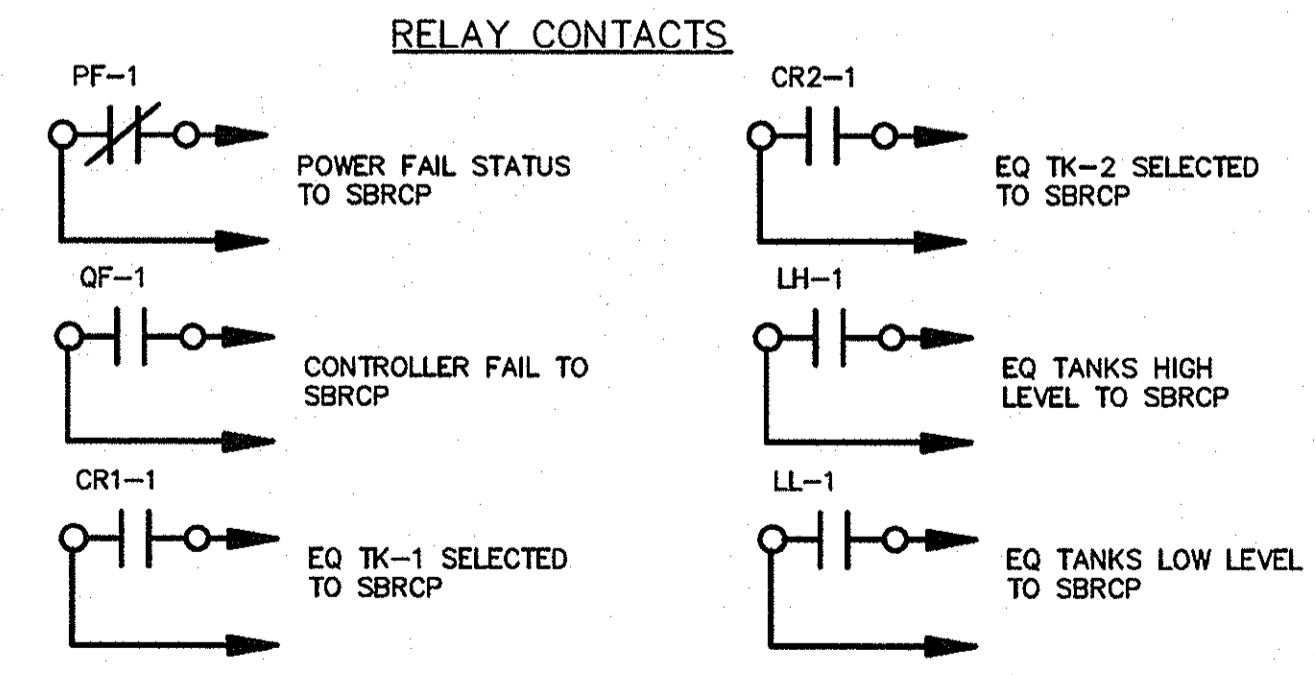 RELAY CONTACTS
PF-1
POWER FAIL STATUS
TO SBRCP
QF-1
CONTROLLER FAIL TO
SBRCP
CR1-1
EQ TK-1 SELECTED
TO SBRCP
CR2-1
EQ TK-2 SELECTED
TO SBRCP
LH-1
EQ TANKS HIGH
LEVEL TO SBRCP
LL-1
EQ TANKS LOW LEVEL
TO SBRCP